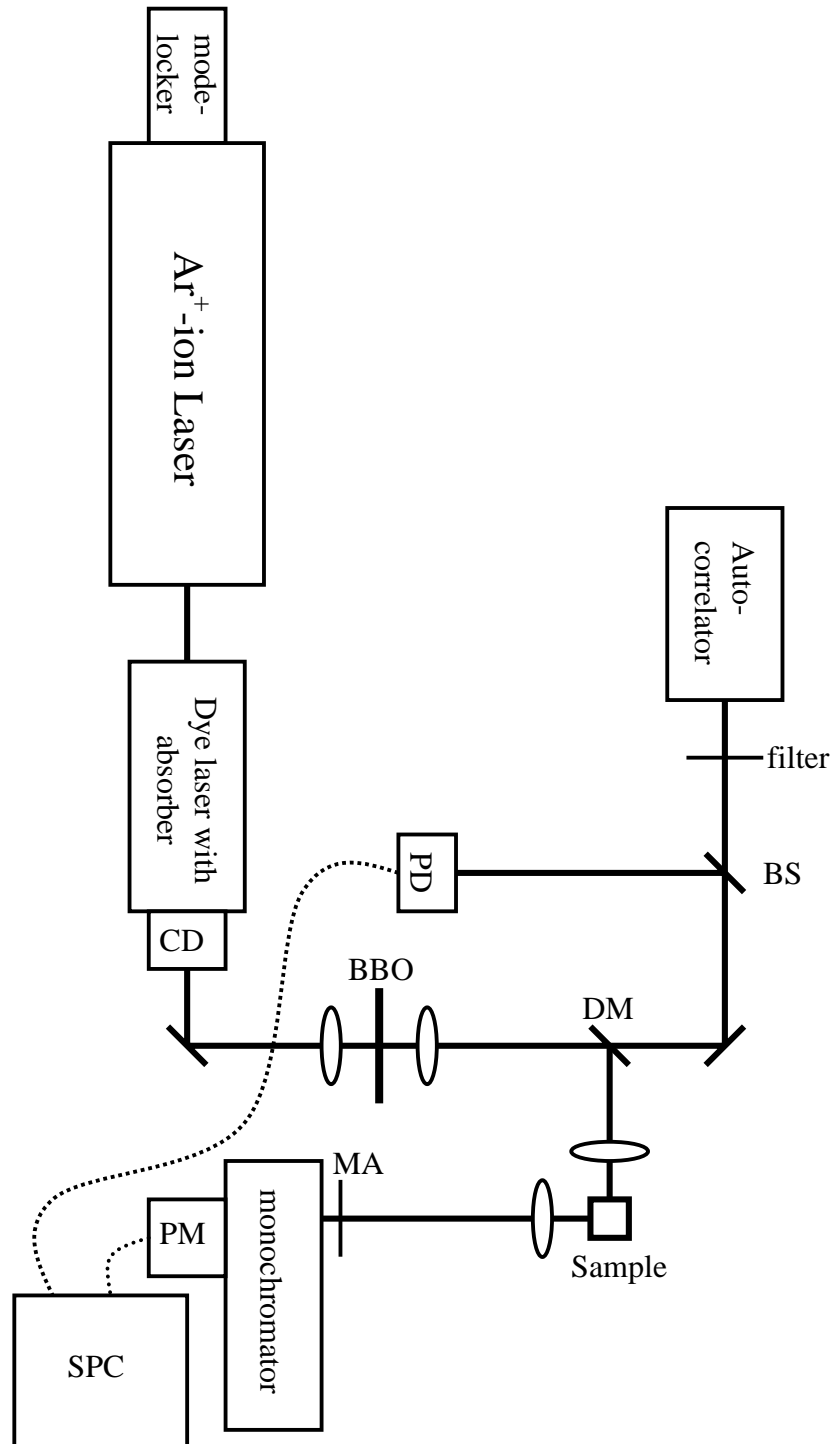 mode-
locker
Ar⁺-ion Laser
Auto-
correlator
Dye laser with
absorber
filter
PD
BS
CD
BBO
DM
MA
monochromator
PM
Sample
SPC